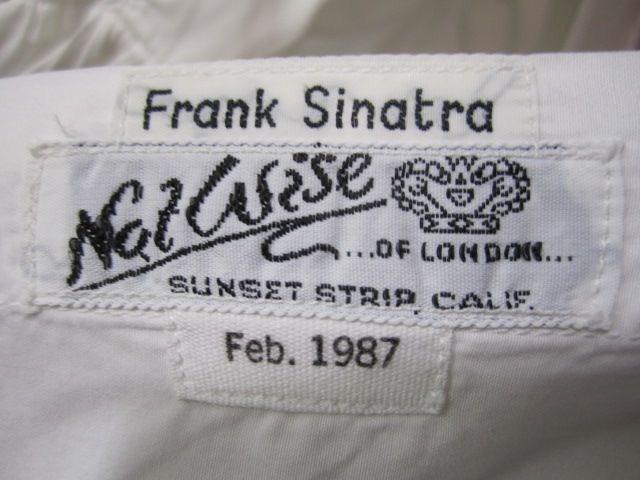 Frank Sinatra
Nat Wise
...OF LONDON...
SUNSET STRIP, CALIF.
Feb. 1987